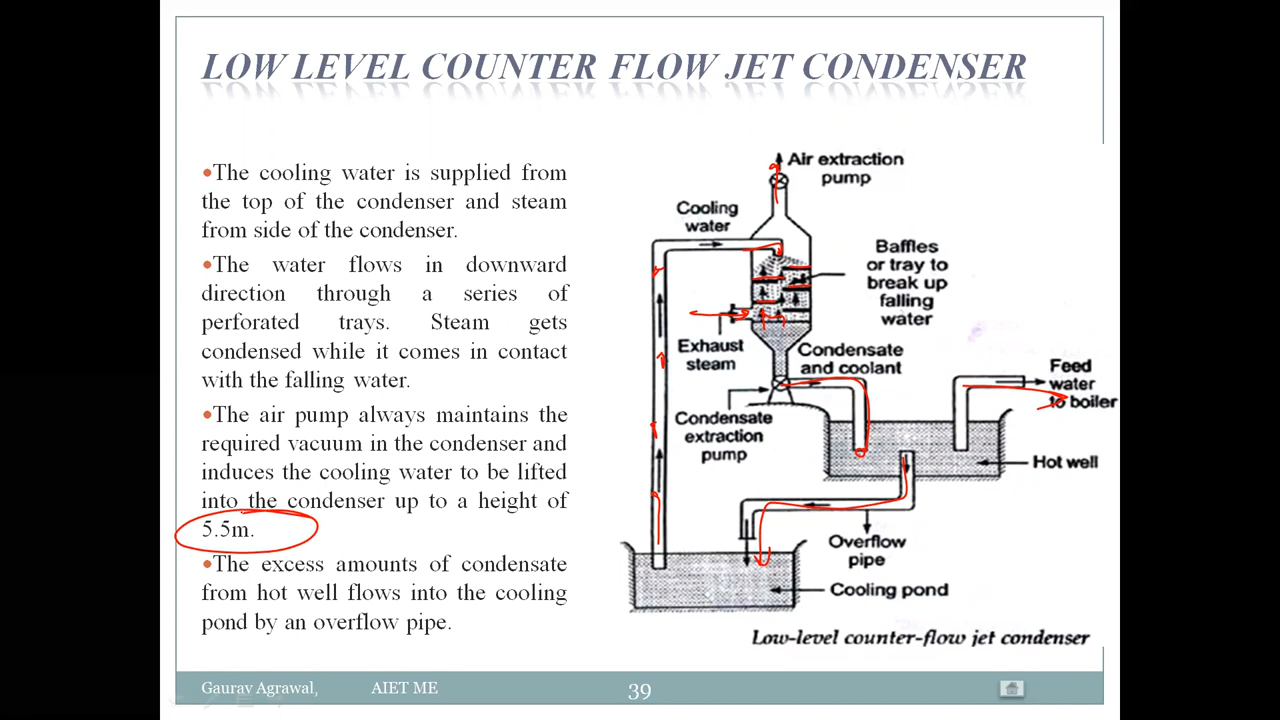 LOW LEVEL COUNTER FLOW JET CONDENSER
•The cooling water is supplied from
the top of the condenser and steam
from side of the condenser.
•The water flows in downward
direction through a series of
perforated trays. Steam gets
condensed while it comes in contact
with the falling water.
•The air pump always maintains the
required vacuum in the condenser and
induces the cooling water to be lifted
into the condenser up to a height of
5.5m.
•The excess amounts of condensate
from hot well flows into the cooling
pond by an overflow pipe.
Air extraction
pump
Cooling
water
Baffles
or tray to
break up
falling
water
Exhaust
steam
Condensate
and coolant
Feed
water
to boiler
Condensate
extraction
pump
Hot well
Overflow
pipe
Cooling pond
Low-level counter-flow jet condenser
Gaurav Agrawal, AIET ME
39